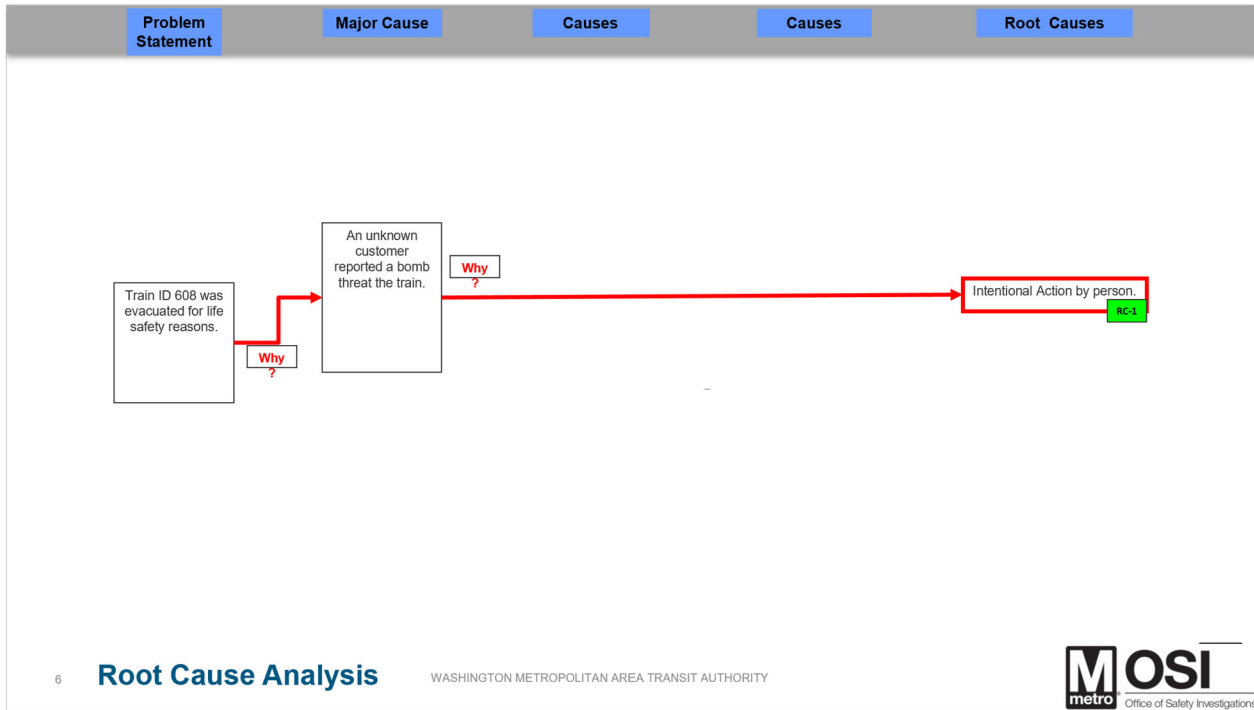 Problem
Statement
Major Cause
Causes
Causes
Root  Causes
An unknown
customer
reported a bomb
threat the train.
Why
?
Train ID 608 was
evacuated for life
safety reasons.
Why
?
Intentional Action by person.
RC-1
6
Root Cause Analysis
WASHINGTON METROPOLITAN AREA TRANSIT AUTHORITY
M
metro
OSI
Office of Safety Investigations